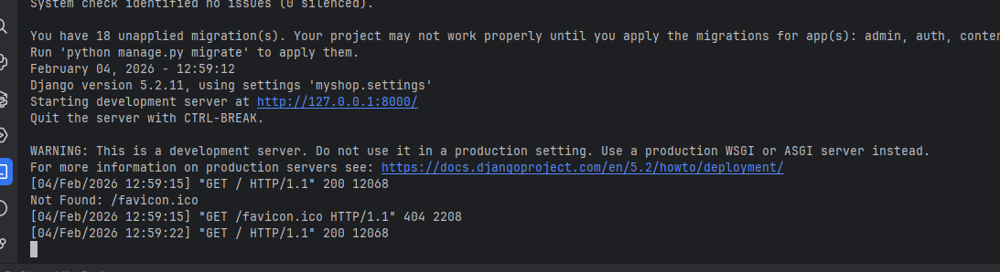 System check identified no issues (0 silenced).
You have 18 unapplied migration(s). Your project may not work properly until you apply the migrations for app(s): admin, auth,
Run 'python manage.py migrate' to apply them.
February 04, 2026 - 12:59:12
Django version 5.2.11, using settings 'myshop.settings'
Starting development server at http://127.0.0.1:8000/
Quit the server with CTRL-BREAK.
WARNING: This is a development server. Do not use it in a production setting. Use a production WSGI or ASGI server instead.
For more information on production servers see: https://docs.djangoproject.com/en/5.2/howto/deployment/
[04/Feb/2026 12:59:15] "GET / HTTP/1.1" 200 12068
Not Found: /favicon.ico
[04/Feb/2026 12:59:15] "GET /favicon.ico HTTP/1.1" 404 2208
[04/Feb/2026 12:59:22] "GET / HTTP/1.1" 200 12068